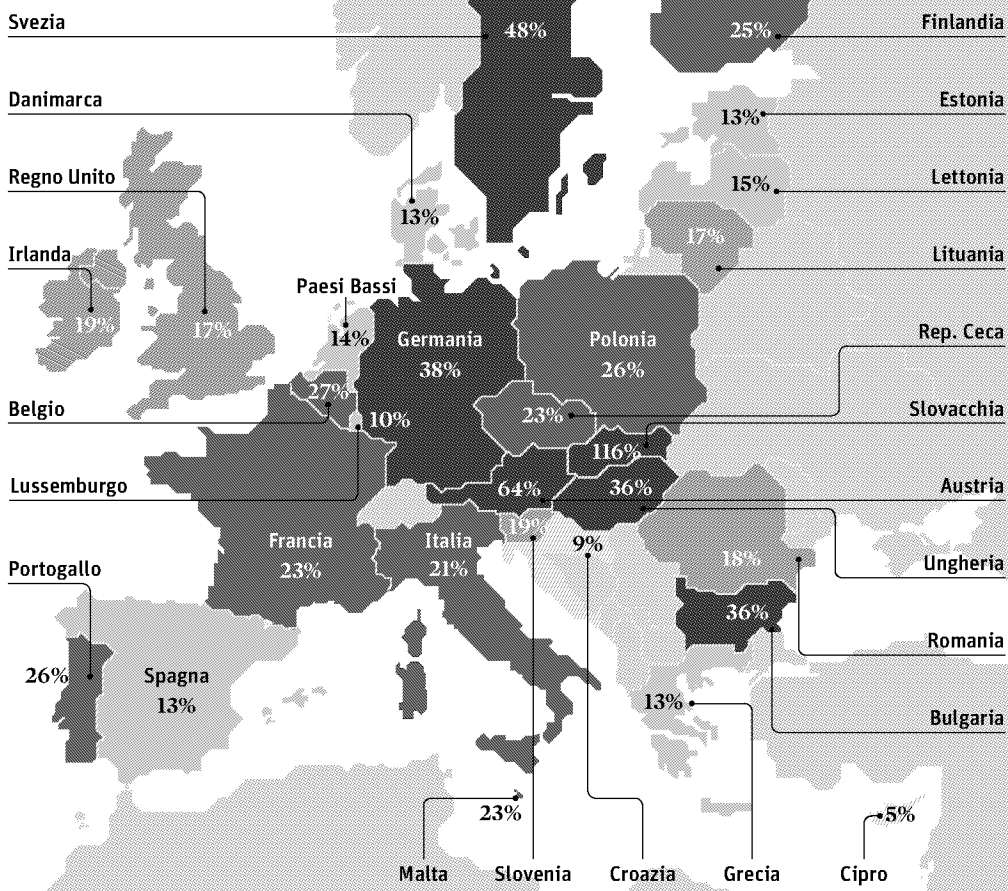 Svezia
48%
25%
Finlandia
Danimarca
13%
Estonia
13%
Regno Unito
17%
15%
Lettonia
Irlanda
19%
17%
Lituania
Paesi Bassi
14%
Germania
38%
Polonia
26%
Rep. Ceca
23%
Belgio
27%
10%
Slovacchia
116%
Lussemburgo
64%
Austria
36%
Ungheria
19%
9%
Francia
23%
Italia
21%
Portogallo
26%
18%
Romania
36%
Bulgaria
Spagna
13%
13%
23%
5%
Malta
Slovenia
Croazia
Grecia
Cipro